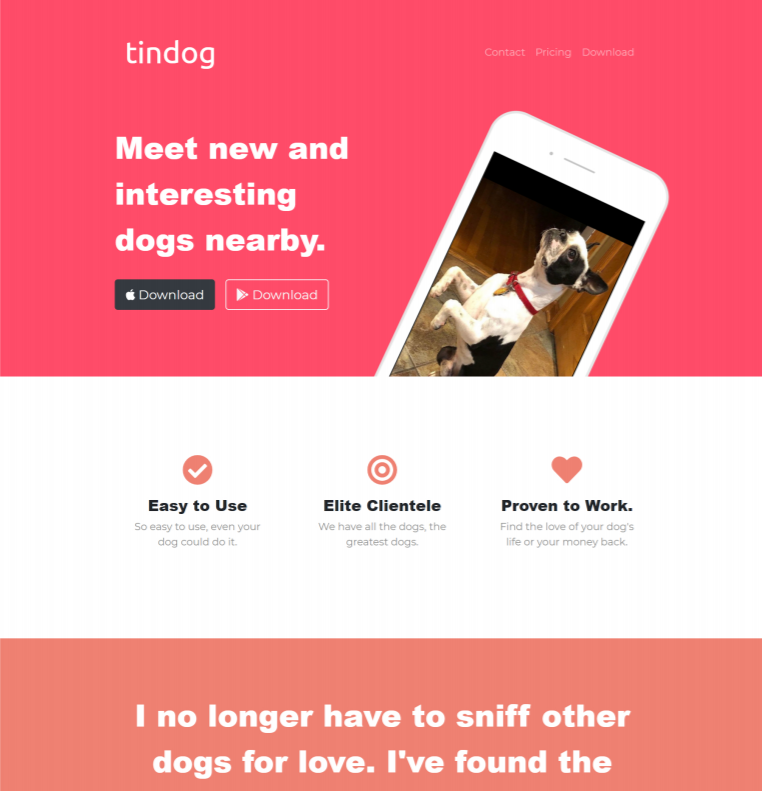 tindog
Contact Pricing Download
Meet new and
interesting
dogs nearby.
Download Download
Easy to Use
So easy to use, even your
dog could do it.
Elite Clientele
We have all the dogs, the
greatest dogs.
Proven to Work.
Find the love of your dog's
life or your money back.
I no longer have to sniff other
dogs for love. I've found the